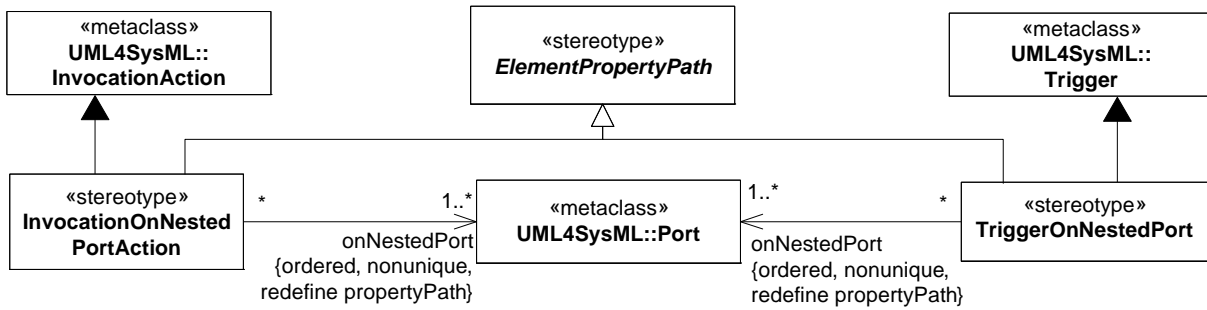 «metaclass»
UML4SysML::
InvocationAction
«stereotype»
ElementPropertyPath
«metaclass»
UML4SysML::
Trigger
«stereotype»
InvocationOnNested
PortAction
*
1..*
onNestedPort
{ordered, nonunique,
redefine propertyPath}
«metaclass»
UML4SysML::Port
1..*
*
onNestedPort
{ordered, nonunique,
redefine propertyPath}
«stereotype»
TriggerOnNestedPort